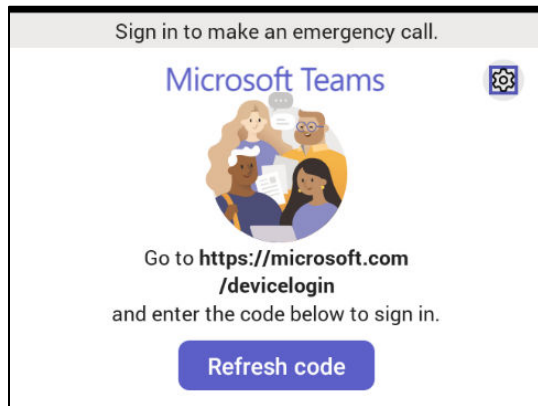 Sign in to make an emergency call.
Microsoft Teams
Go to https://microsoft.com
/devicelogin
and enter the code below to sign in.
Refresh code